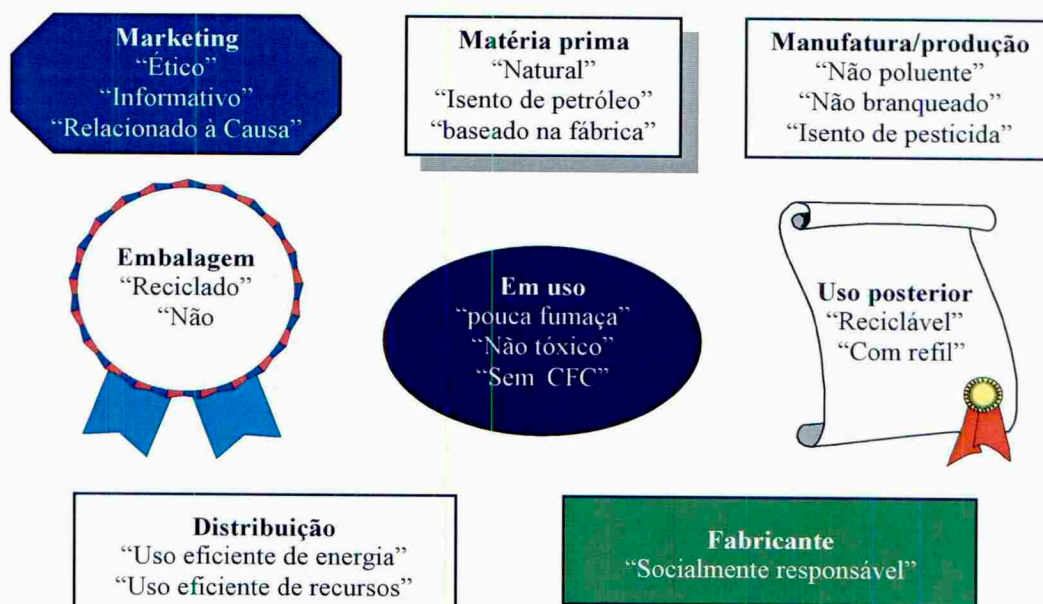 Marketing
“Ético”
“Informativo”
“Relacionado à Causa”
Matéria prima
“Natural”
“Isento de petróleo”
“baseado na fábrica”
Manufatura/produção
“Não poluente”
“Não branqueado”
“Isento de pesticida”
Embalagem
“Reciclado”
“Não
Em uso
“pouca fumaça”
“Não tóxico”
“Sem CFC”
Uso posterior
“Reciclável”
“Com refil”
Distribuição
“Uso eficiente de energia”
“Uso eficiente de recursos”
Fabricante
“Socialmente responsável”